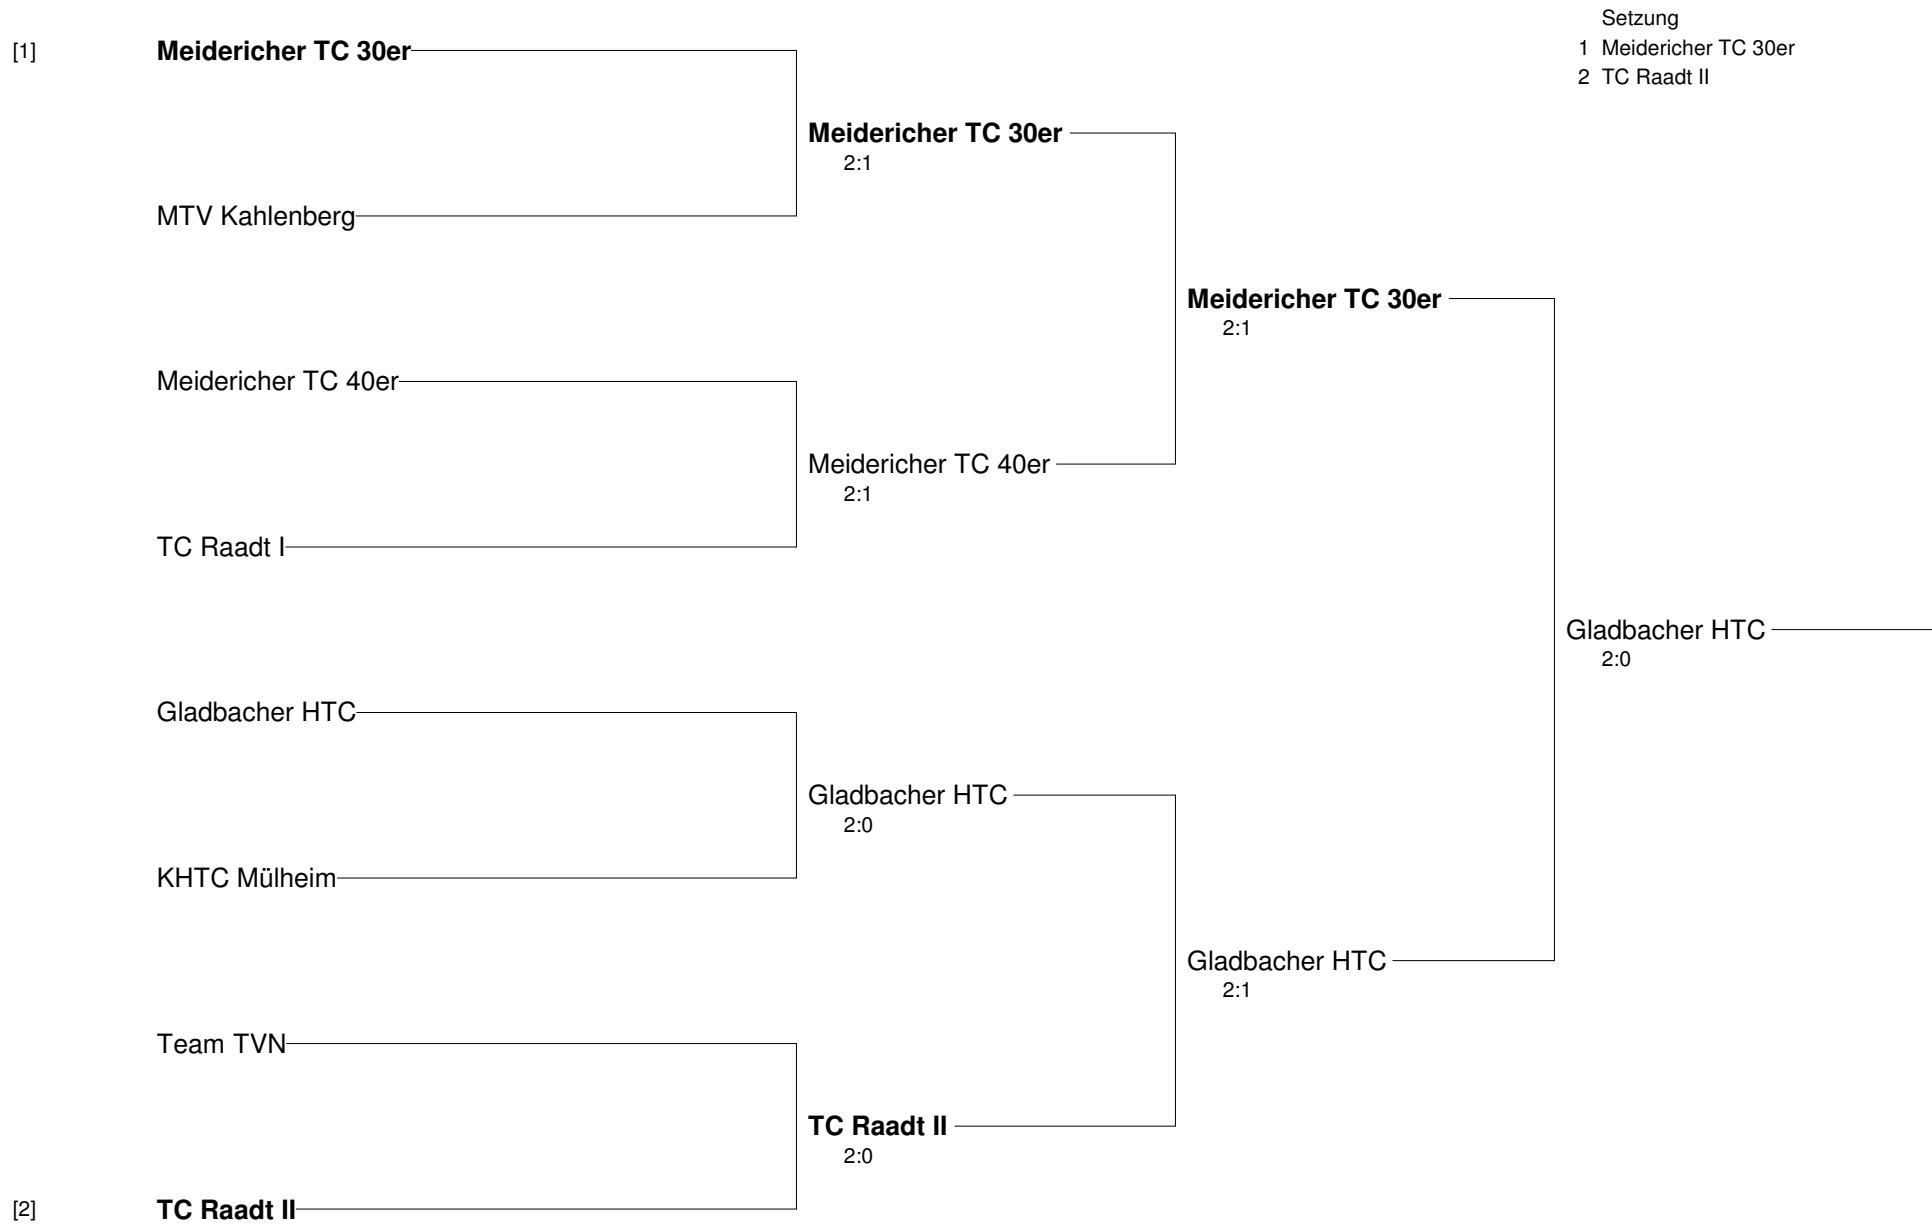 Setzung
1 Meidericher TC 30er
2 TC Raadt II
[1] Meidericher TC 30er
Meidericher TC 30er
2:1
MTV Kahlenberg
Meidericher TC 30er
2:1
Meidericher TC 40er
Meidericher TC 40er
2:1
TC Raadt I
Gladbacher HTC
2:0
Gladbacher HTC
Gladbacher HTC
2:0
KHTC Mülheim
Gladbacher HTC
2:1
Team TVN
TC Raadt II
2:0
[2] TC Raadt II